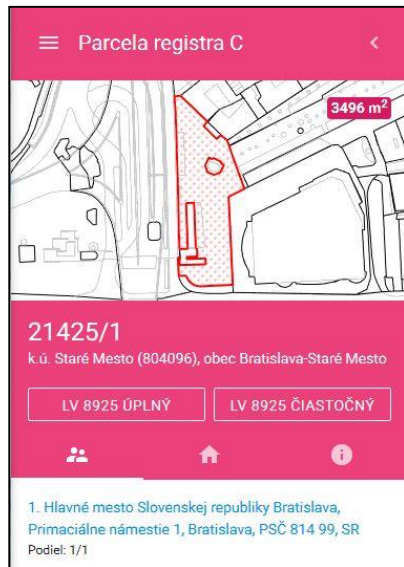 Parcela registra C
3496 m²
21425/1
k.ú. Staré Mesto (804096), obec Bratislava-Staré Mesto
LV 8925 ÚPLNÝ
LV 8925 ČIASTOČNÝ
1. Hlavné mesto Slovenskej republiky Bratislava,
Primaciálne námestie 1, Bratislava, PSČ 814 99, SR
Podiel: 1/1